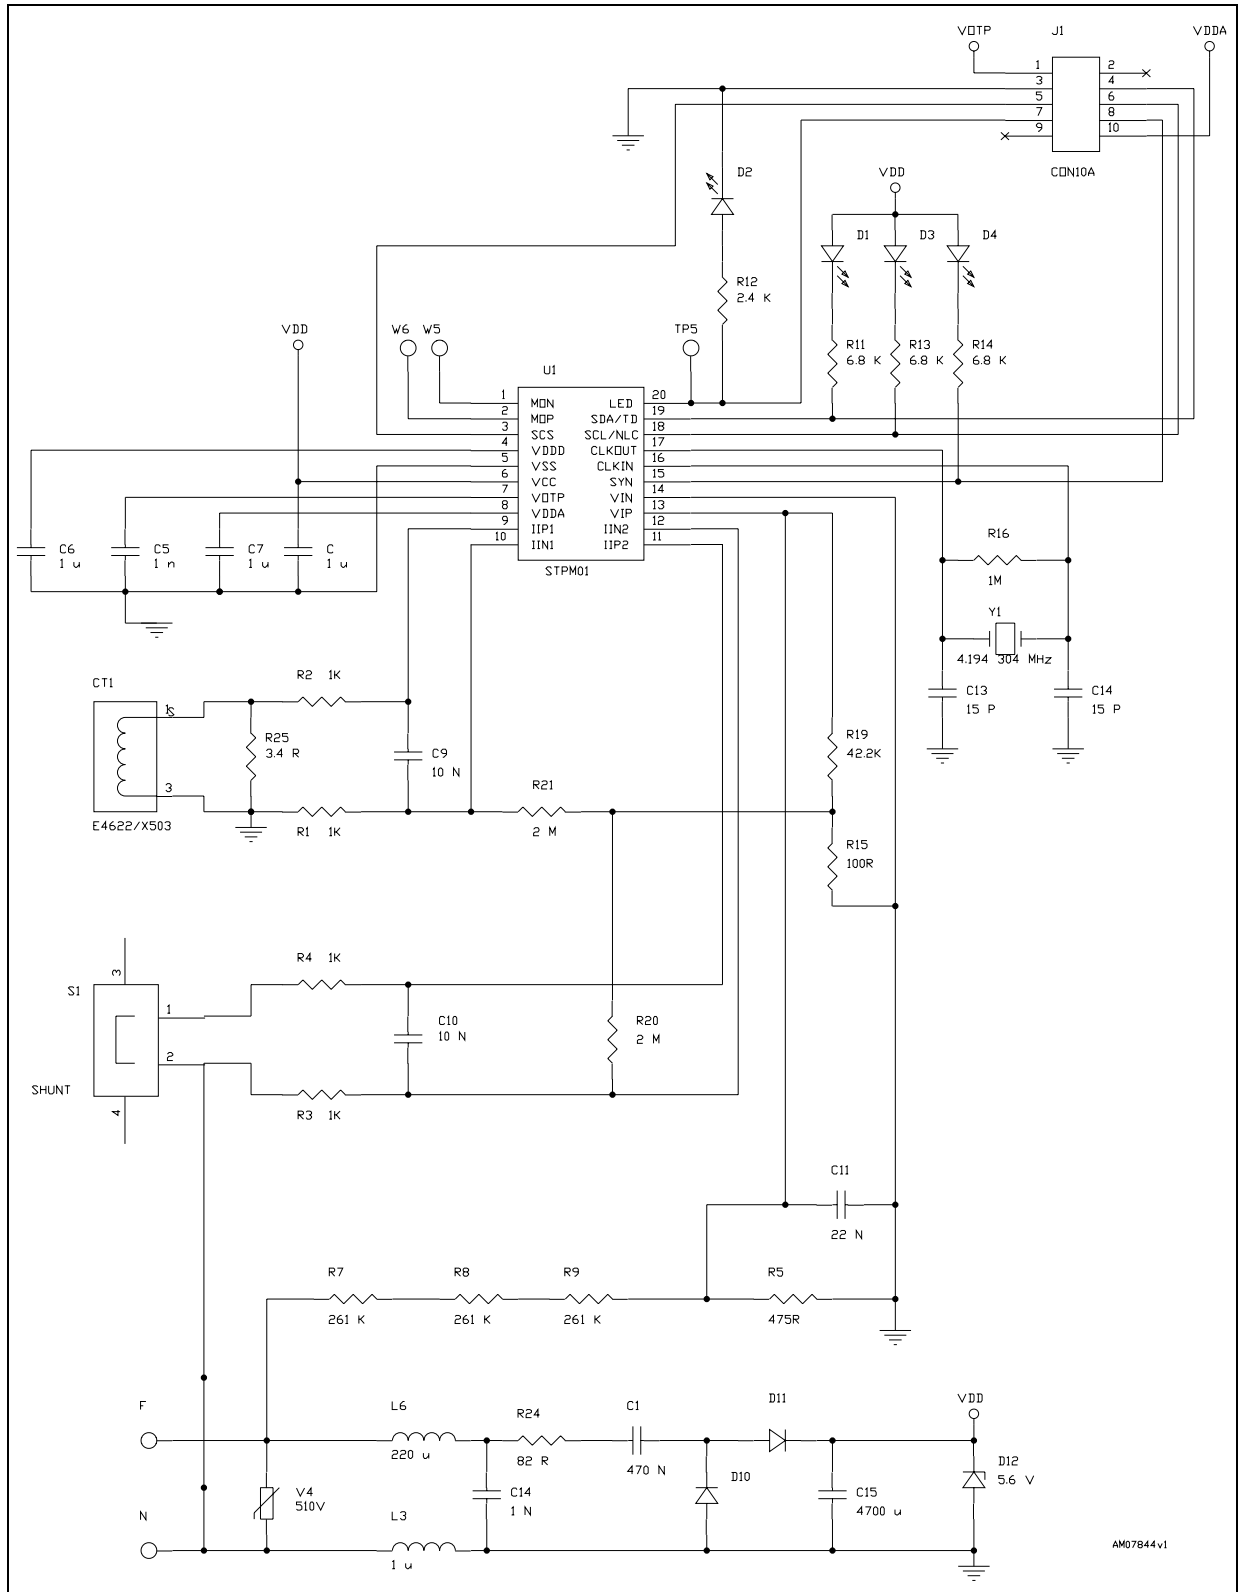 VOTP
J1
VDDA
1
2
3
4
5
6
7
8
9
10
CON10A
D2
VDD
D1
D3
D4
R12
2.4 K
VDD
W6
W5
TP5
R11
6.8 K
R13
6.8 K
R14
6.8 K
U1
1
MON
LED
20
2
MOP
SDA/TD
19
3
SCS
SCL/NLC
18
4
VDDD
CLKOUT
17
5
VSS
CLKIN
16
6
VCC
SYN
15
7
VOTP
VIN
14
8
VDDA
VIP
13
9
IIP1
IIN2
12
10
IIN1
IIP2
11
STPM01
C6
1 u
C5
1 n
C7
1 u
C
1 u
R16
1M
Y1
4.194 304 MHz
C13
15 P
C14
15 P
CT1
1
S
3
E4622/X503
R2 1K
R25
3.4 R
C9
10 N
R1 1K
R21
2 M
R19
42.2K
R15
100R
S1
3
1
2
4
SHUNT
R4 1K
C10
10 N
R3 1K
R20
2 M
C11
22 N
R7
261 K
R8
261 K
R9
261 K
R5
475R
F
L6
220 u
R24
82 R
C1
470 N
D11
VDD
D12
5.6 V
V4
510V
C14
1 N
D10
C15
4700 u
N
L3
1 u
AM07844v1